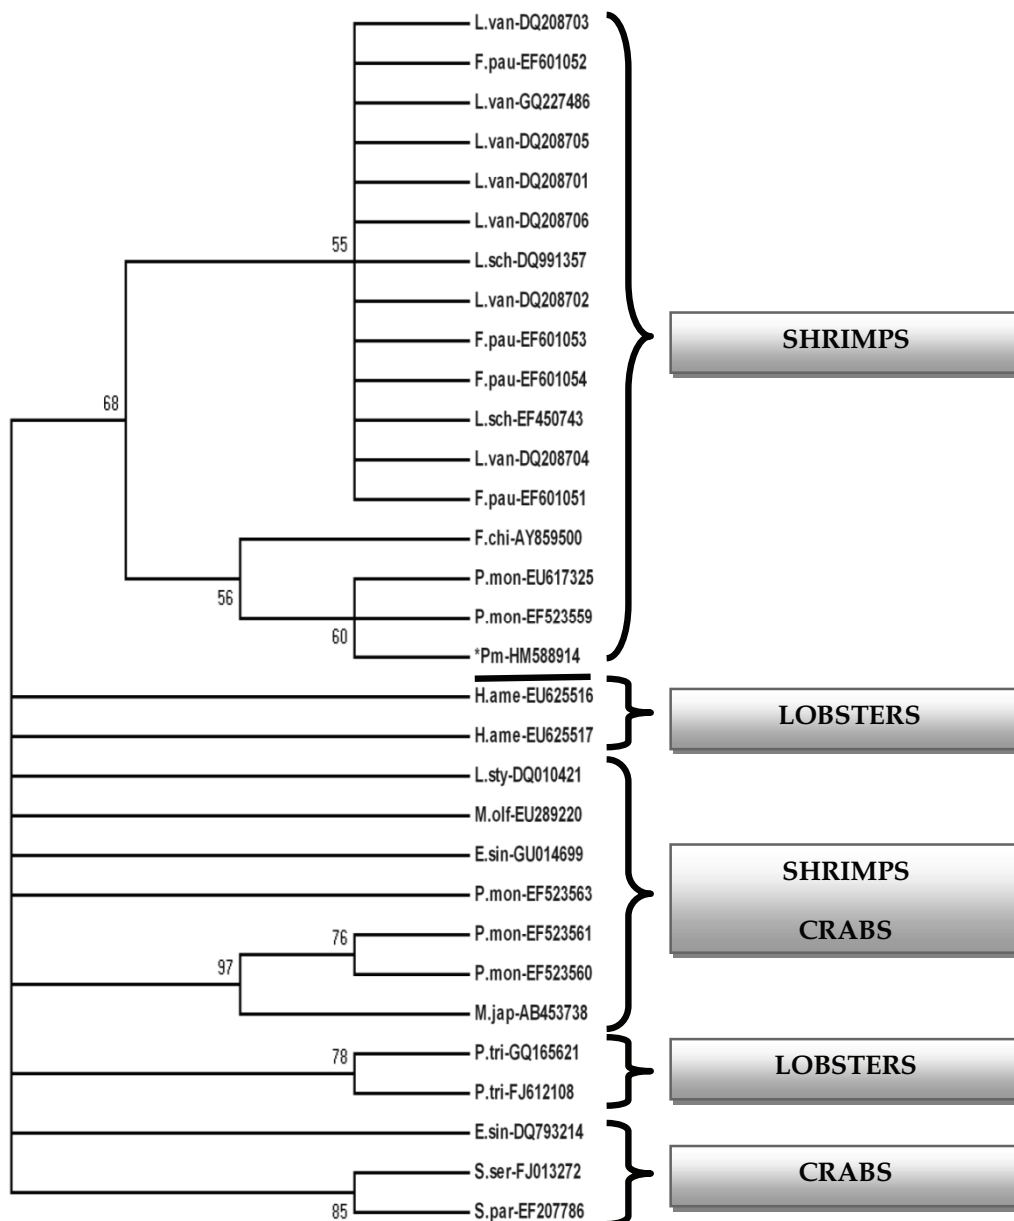 L.van-DQ208703
F.pau-EF601052
L.van-GQ227486
L.van-DQ208705
L.van-DQ208701
L.van-DQ208706
55
L.sch-DQ991357
L.van-DQ208702
F.pau-EF601053
SHRIMPS
F.pau-EF601054
68
L.sch-EF450743
L.van-DQ208704
F.pau-EF601051
F.chi-AY859500
P.mon-EU617325
56
P.mon-EF523559
60
*Pm-HM588914
H.ame-EU625516
LOBSTERS
H.ame-EU625517
L.sty-DQ010421
M.olf-EU289220
E.sin-GU014699
SHRIMPS
CRABS
P.mon-EF523563
76
P.mon-EF523561
97
P.mon-EF523560
M.jap-AB453738
78
P.tri-GQ165621
LOBSTERS
P.tri-FJ612108
E.sin-DQ793214
S.ser-FJ013272
CRABS
85
S.par-EF207786